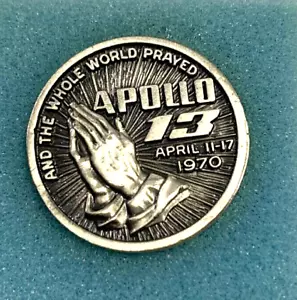 AND THE WHOLE WORLD PRAYED
APOLLO
13
APRIL 11-17
1970